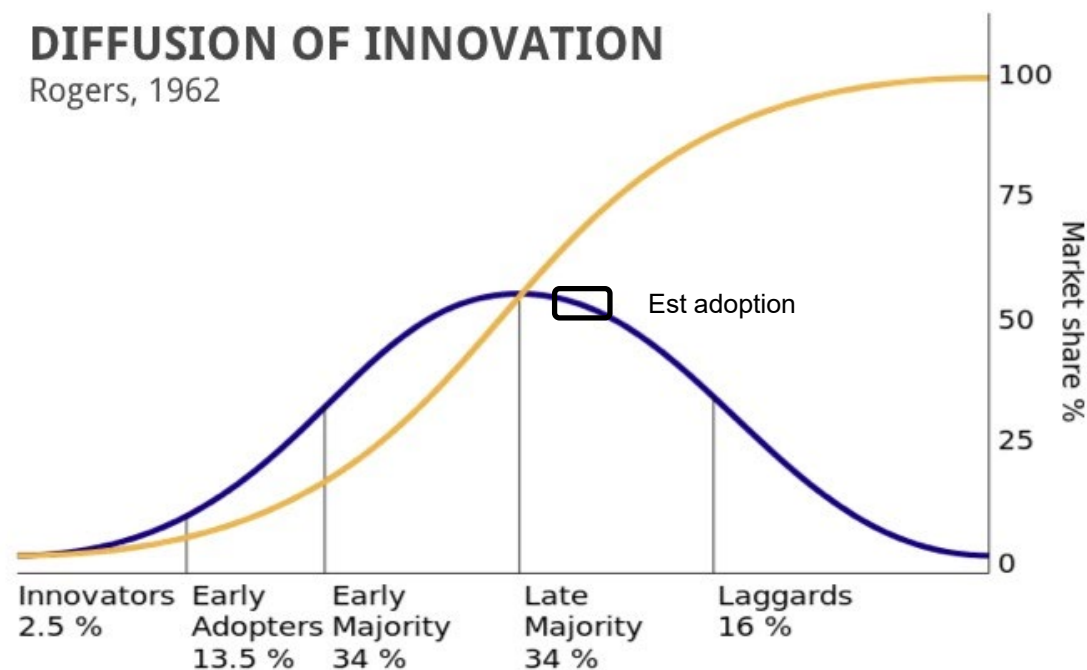 DIFFUSION OF INNOVATION
Rogers, 1962
100
75
50
25
0
Market share %
Est adoption
Innovators
2.5 %
Early
Adopters
13.5 %
Early
Majority
34 %
Late
Majority
34 %
Laggards
16 %